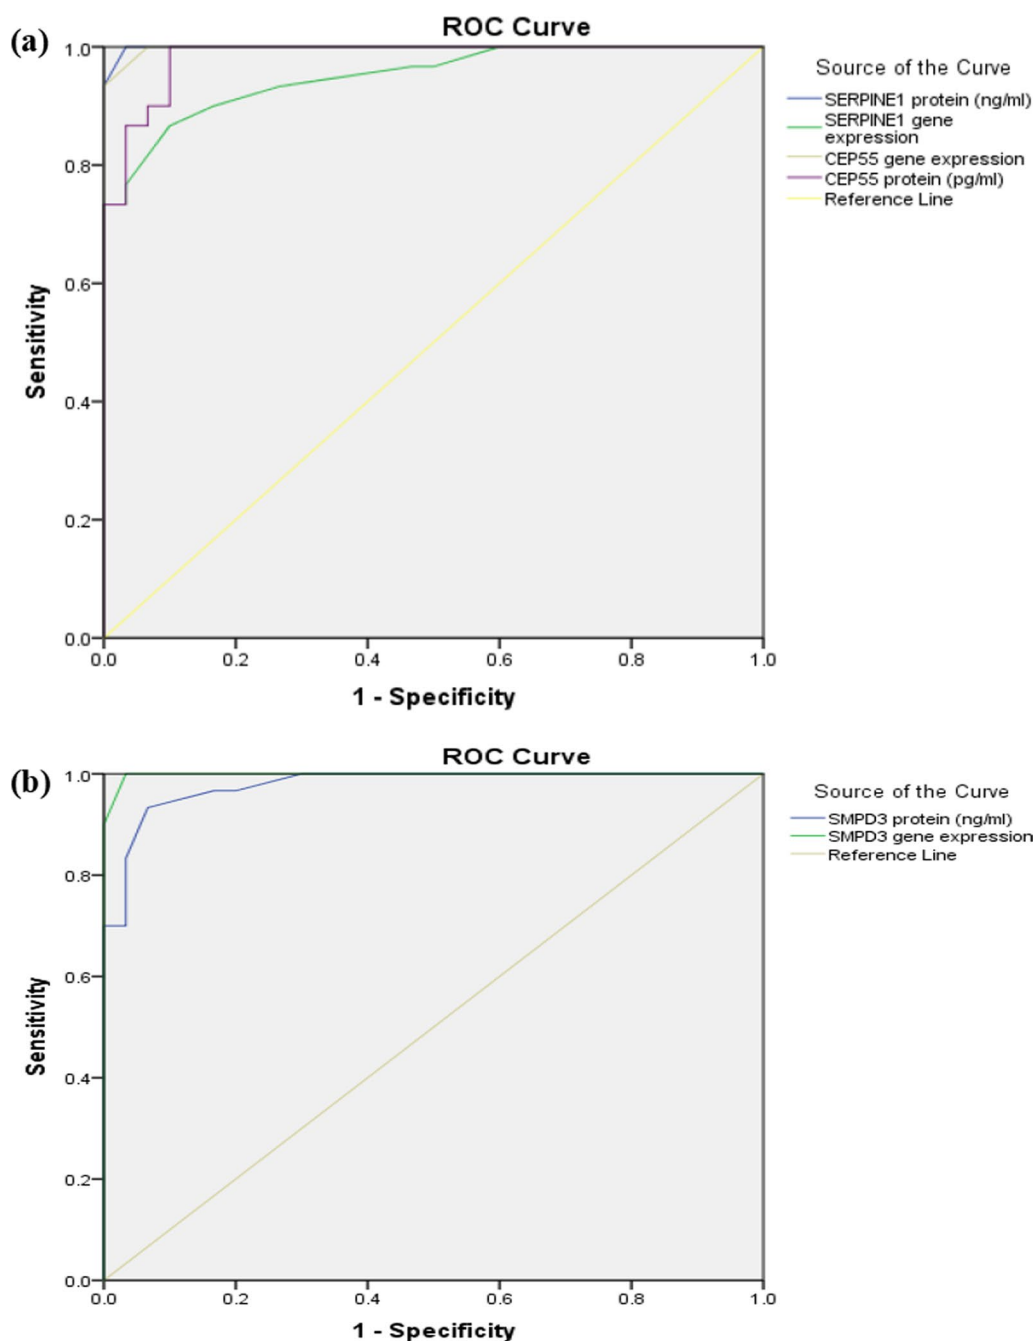 (a)
ROC Curve
1.0
0.8
0.6
0.4
0.2
0.0
Sensitivity
0.0 0.2 0.4 0.6 0.8 1.0
1 - Specificity
Source of the Curve
SERPINE1 protein (ng/ml)
SERPINE1 gene
expression
CEP55 gene expression
CEP55 protein (pg/ml)
Reference Line
(b)
ROC Curve
1.0
0.8
0.6
0.4
0.2
0.0
Sensitivity
0.0 0.2 0.4 0.6 0.8 1.0
1 - Specificity
Source of the Curve
SMPD3 protein (ng/ml)
SMPD3 gene expression
Reference Line